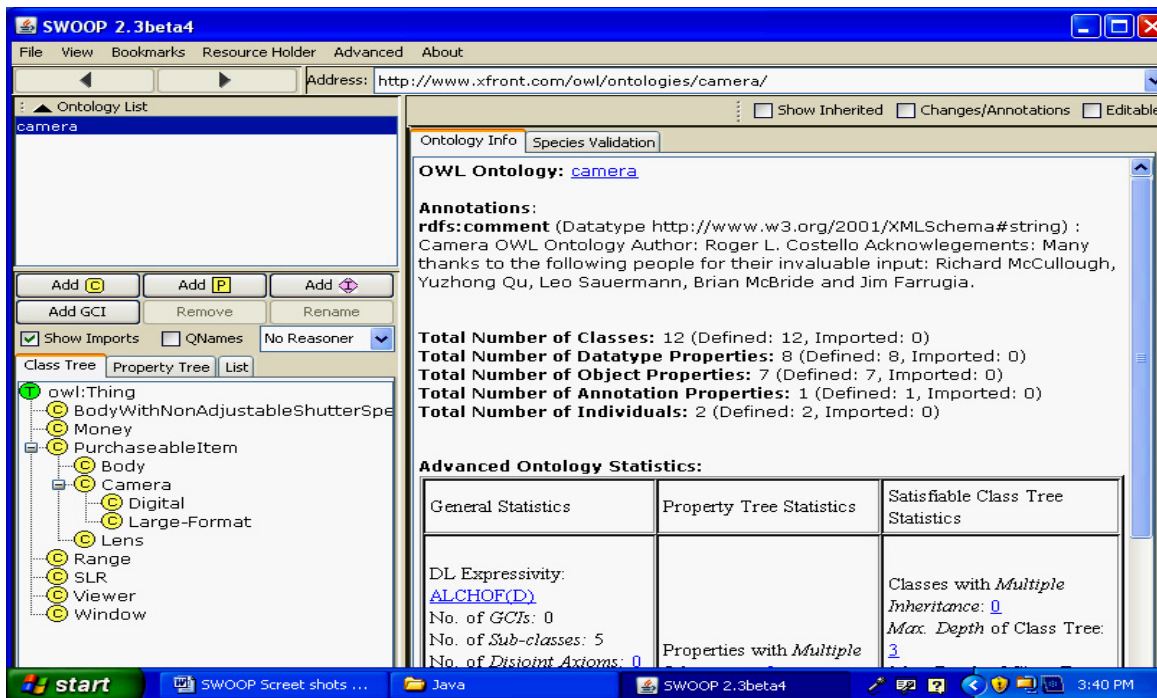 SWOOP 2.3beta4
File View Bookmarks Resource Holder Advanced About
Address: http://www.xfront.com/owl/ontologies/camera/
Ontology List
camera
Add C Add P Add I
Add GCI Remove Rename
Show Imports QNames No Reasoner
Class Tree Property Tree List
T owl:Thing
C BodyWithNonAdjustableShutterSpe
C Money
C PurchaseableItem
C Body
C Camera
C Digital
C Large-Format
C Lens
C Range
C SLR
C Viewer
C Window
Show Inherited Changes/Annotations Editable
Ontology Info Species Validation
OWL Ontology: camera
Annotations:
rdfs:comment (Datatype http://www.w3.org/2001/XMLSchema#string) :
Camera OWL Ontology Author: Roger L. Costello Acknowlegements: Many
thanks to the following people for their invaluable input: Richard McCullough,
Yuzhong Qu, Leo Sauermann, Brian McBride and Jim Farrugia.
Total Number of Classes: 12 (Defined: 12, Imported: 0)
Total Number of Datatype Properties: 8 (Defined: 8, Imported: 0)
Total Number of Object Properties: 7 (Defined: 7, Imported: 0)
Total Number of Annotation Properties: 1 (Defined: 1, Imported: 0)
Total Number of Individuals: 2 (Defined: 2, Imported: 0)
Advanced Ontology Statistics:
General Statistics
Property Tree Statistics
Satisfiable Class Tree
Statistics
DL Expressivity:
ALCHOF(D)
No. of GCIs: 0
No. of Sub-classes: 5
No. of Disjoint Axioms: 0
Properties with Multiple
Classes with Multiple
Inheritance: 0
Max. Depth of Class Tree:
3
start SWOOP Screet shots ... Java SWOOP 2.3beta4 3:40 PM